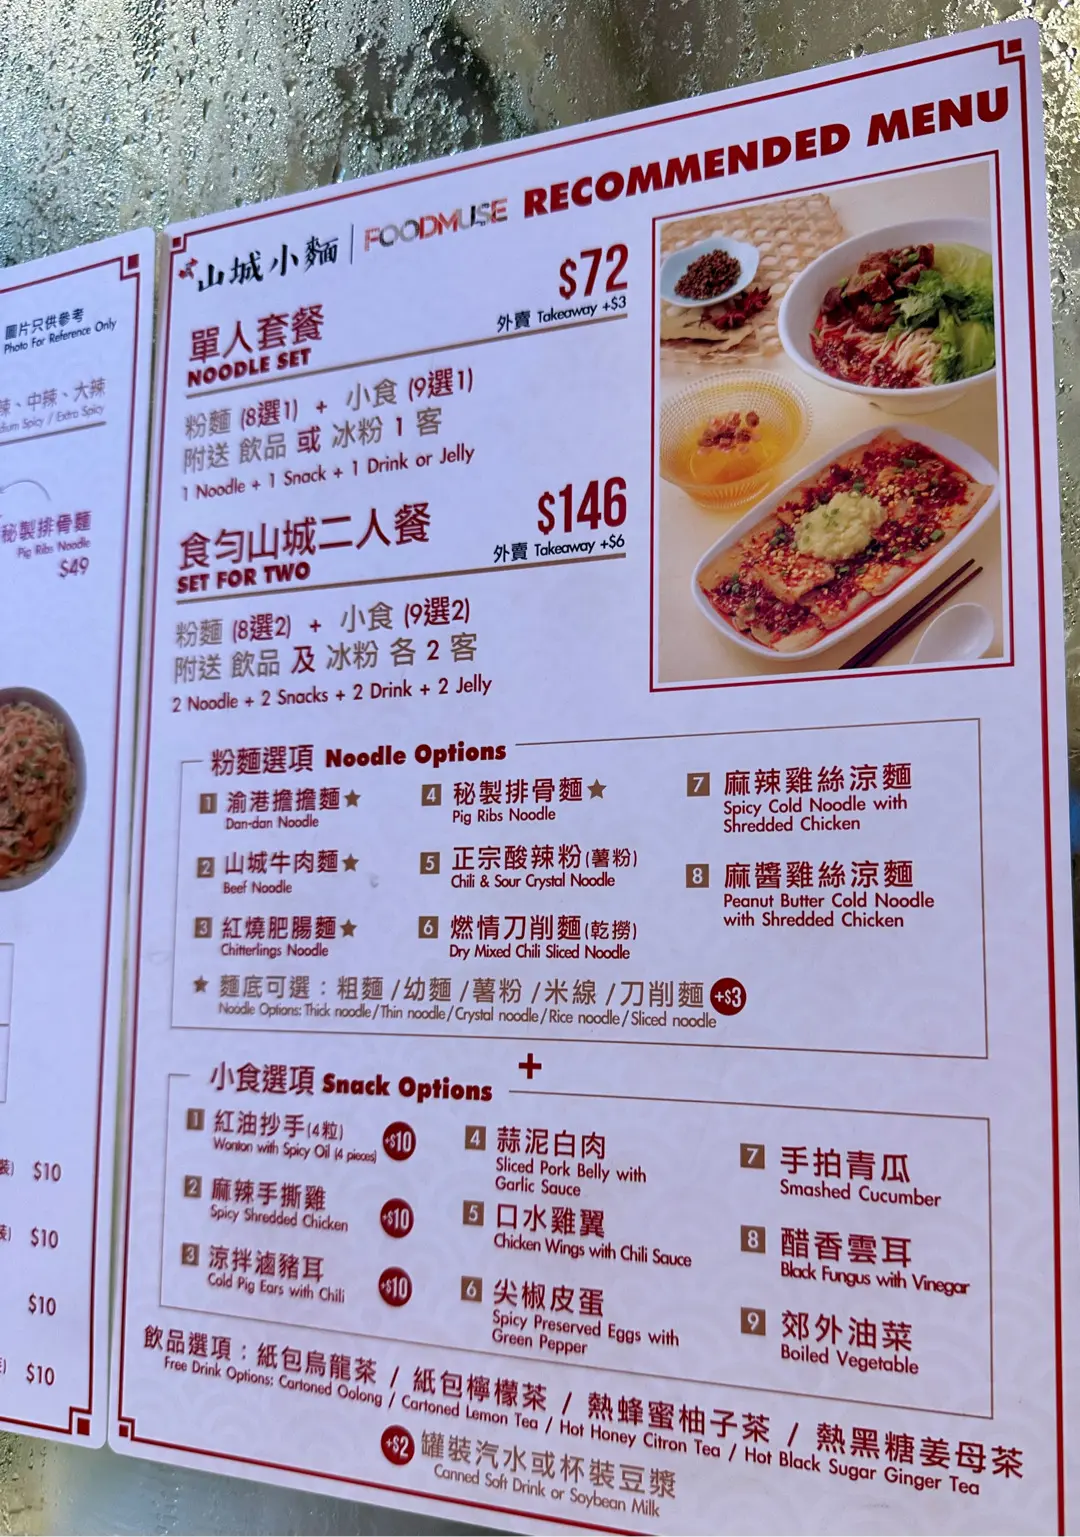 圖片只供參考
Photo For Reference Only
辣、中辣、大辣
Spicy / Extra Spicy
秘製排骨麵
Pig Ribs Noodle
$49
$10
$10
$10
$10
山城小麵 | FOODMUSE RECOMMENDED MENU
單人套餐
NOODLE SET
$72
外賣 Takeaway +$3
粉麵 (8選1) + 小食 (9選1)
附送 飲品 或 冰粉 1 客
1 Noodle + 1 Snack + 1 Drink or Jelly
食勻山城二人餐
SET FOR TWO
$146
外賣 Takeaway +$6
粉麵 (8選2) + 小食 (9選2)
附送 飲品 及 冰粉 各 2 客
2 Noodle + 2 Snacks + 2 Drink + 2 Jelly
粉麵選項 Noodle Options
1 渝港擔擔麵★
Dan-dan Noodle
2 山城牛肉麵★
Beef Noodle
3 紅燒肥腸麵★
Chitterlings Noodle
4 秘製排骨麵★
Pig Ribs Noodle
5 正宗酸辣粉(薯粉)
Chili & Sour Crystal Noodle
6 燃情刀削麵(乾撈)
Dry Mixed Chili Sliced Noodle
7 麻辣雞絲涼麵
Spicy Cold Noodle with
Shredded Chicken
8 麻醬雞絲涼麵
Peanut Butter Cold Noodle
with Shredded Chicken
★ 麵底可選：粗麵 /幼麵 /薯粉 /米線 /刀削麵 +$3
Noodle Options: Thick noodle/Thin noodle/Crystal noodle/Rice noodle/Sliced noodle
+
小食選項 Snack Options
1 紅油抄手(4粒) +$10
Wonton with Spicy Oil (4 pieces)
2 麻辣手撕雞 +$10
Spicy Shredded Chicken
3 涼拌滷豬耳 +$10
Cold Pig Ears with Chili
4 蒜泥白肉
Sliced Pork Belly with
Garlic Sauce
5 口水雞翼
Chicken Wings with Chili Sauce
6 尖椒皮蛋
Spicy Preserved Eggs with
Green Pepper
7 手拍青瓜
Smashed Cucumber
8 醋香雲耳
Black Fungus with Vinegar
9 郊外油菜
Boiled Vegetable
飲品選項：紙包烏龍茶 / 紙包檸檬茶 / 熱蜂蜜柚子茶 / 熱黑糖姜母茶
Free Drink Options: Cartoned Oolong / Cartoned Lemon Tea / Hot Honey Citron Tea / Hot Black Sugar Ginger Tea
+$2 罐裝汽水或杯裝豆漿
Canned Soft Drink or Soybean Milk